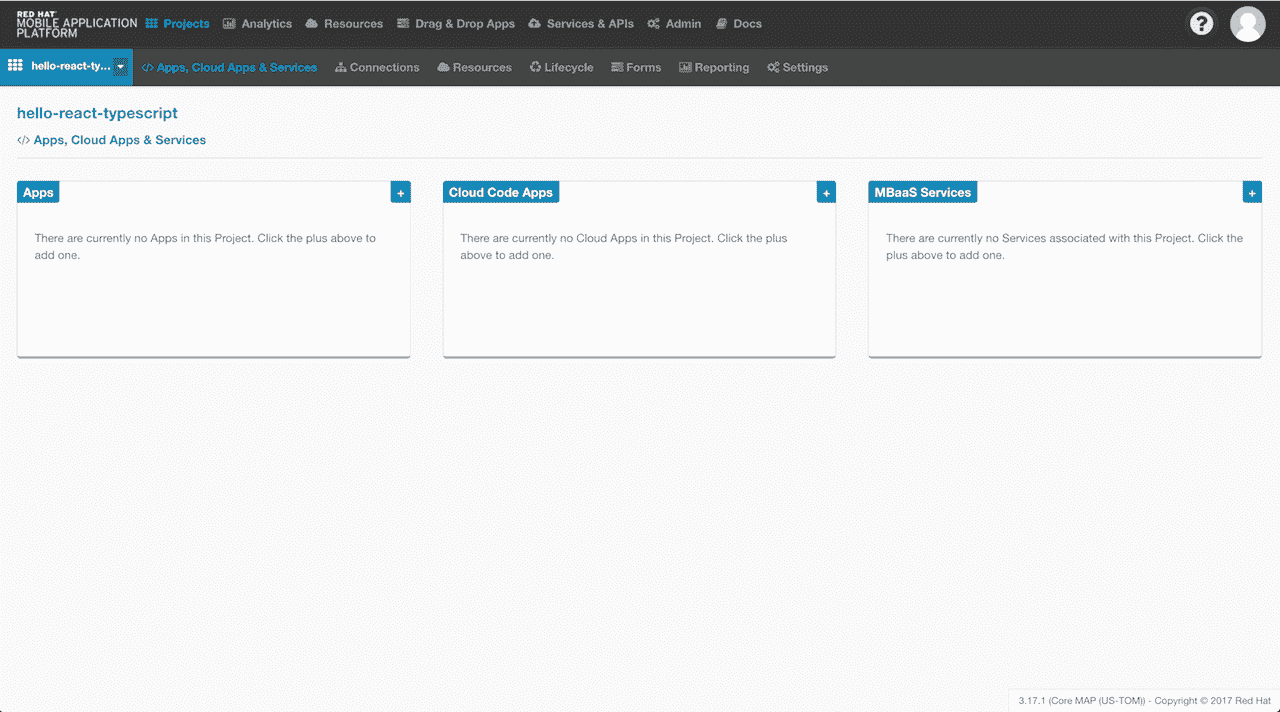 RED HAT
MOBILE APPLICATION
PLATFORM
Projects Analytics Resources Drag & Drop Apps Services & APIs Admin Docs ?
hello-react-ty... </> Apps, Cloud Apps & Services Connections Resources Lifecycle Forms Reporting Settings
hello-react-typescript
</> Apps, Cloud Apps & Services
Apps +
There are currently no Apps in this Project. Click the plus above to
add one.
Cloud Code Apps +
There are currently no Cloud Apps in this Project. Click the plus
above to add one.
MBaaS Services +
There are currently no Services associated with this Project. Click the
plus above to add one.
3.17.1 (Core MAP (US-TOM)) - Copyright © 2017 Red Hat